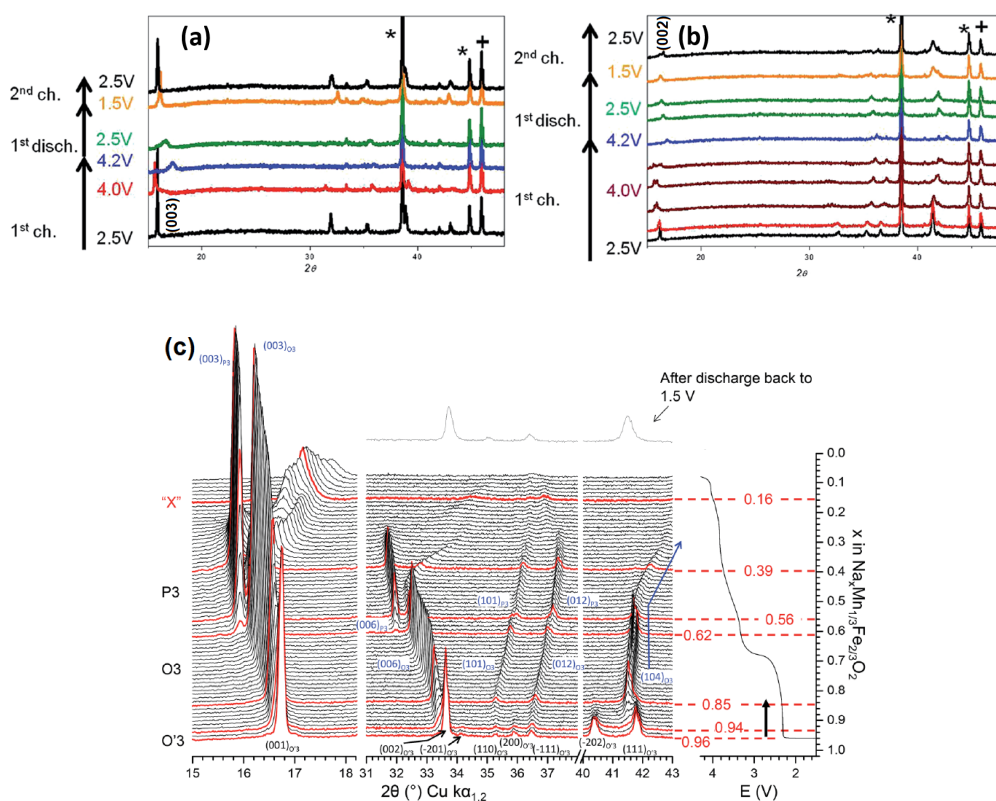 (a)
(003)
*
*
+
2nd ch.
2.5V
1.5V
1st disch.
2.5V
4.2V
4.0V
1st ch.
2.5V
20
30
40
2θ
(b)
(002)
*
*
+
2nd ch.
2.5V
1.5V
1st disch.
2.5V
4.2V
4.0V
1st ch.
2.5V
20
30
40
2θ
(c)
(003)P3
(003)O3
After discharge back to
1.5 V
"X"
P3
O3
O'3
(001)O'3
(006)P3
(006)O3
(101)P3
(101)O3
(012)P3
(012)O3
(104)O3
(002)O'3
(-201)O'3
(110)O'3
(200)O'3
(-111)O'3
(-202)O'3
(111)O'3
0.16
0.39
0.56
0.62
0.85
0.94
0.96
0.0
0.1
0.2
0.3
0.4
0.5
0.6
0.7
0.8
0.9
1.0
x in NaxMn1/3Fe2/3O2
15 16 17 18 31 32 33 34 35 36 37 38 40 41 42 43 4 2
2θ (°) Cu kα1,2
E (V)